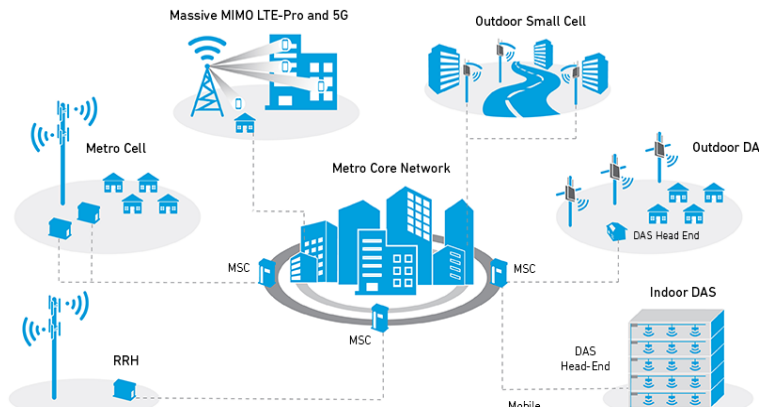 Massive MIMO LTE-Pro and 5G
Outdoor Small Cell
Metro Cell
Metro Core Network
Outdoor DA
DAS Head End
MSC
MSC
Indoor DAS
MSC
RRH
DAS
Head-End
Mobile